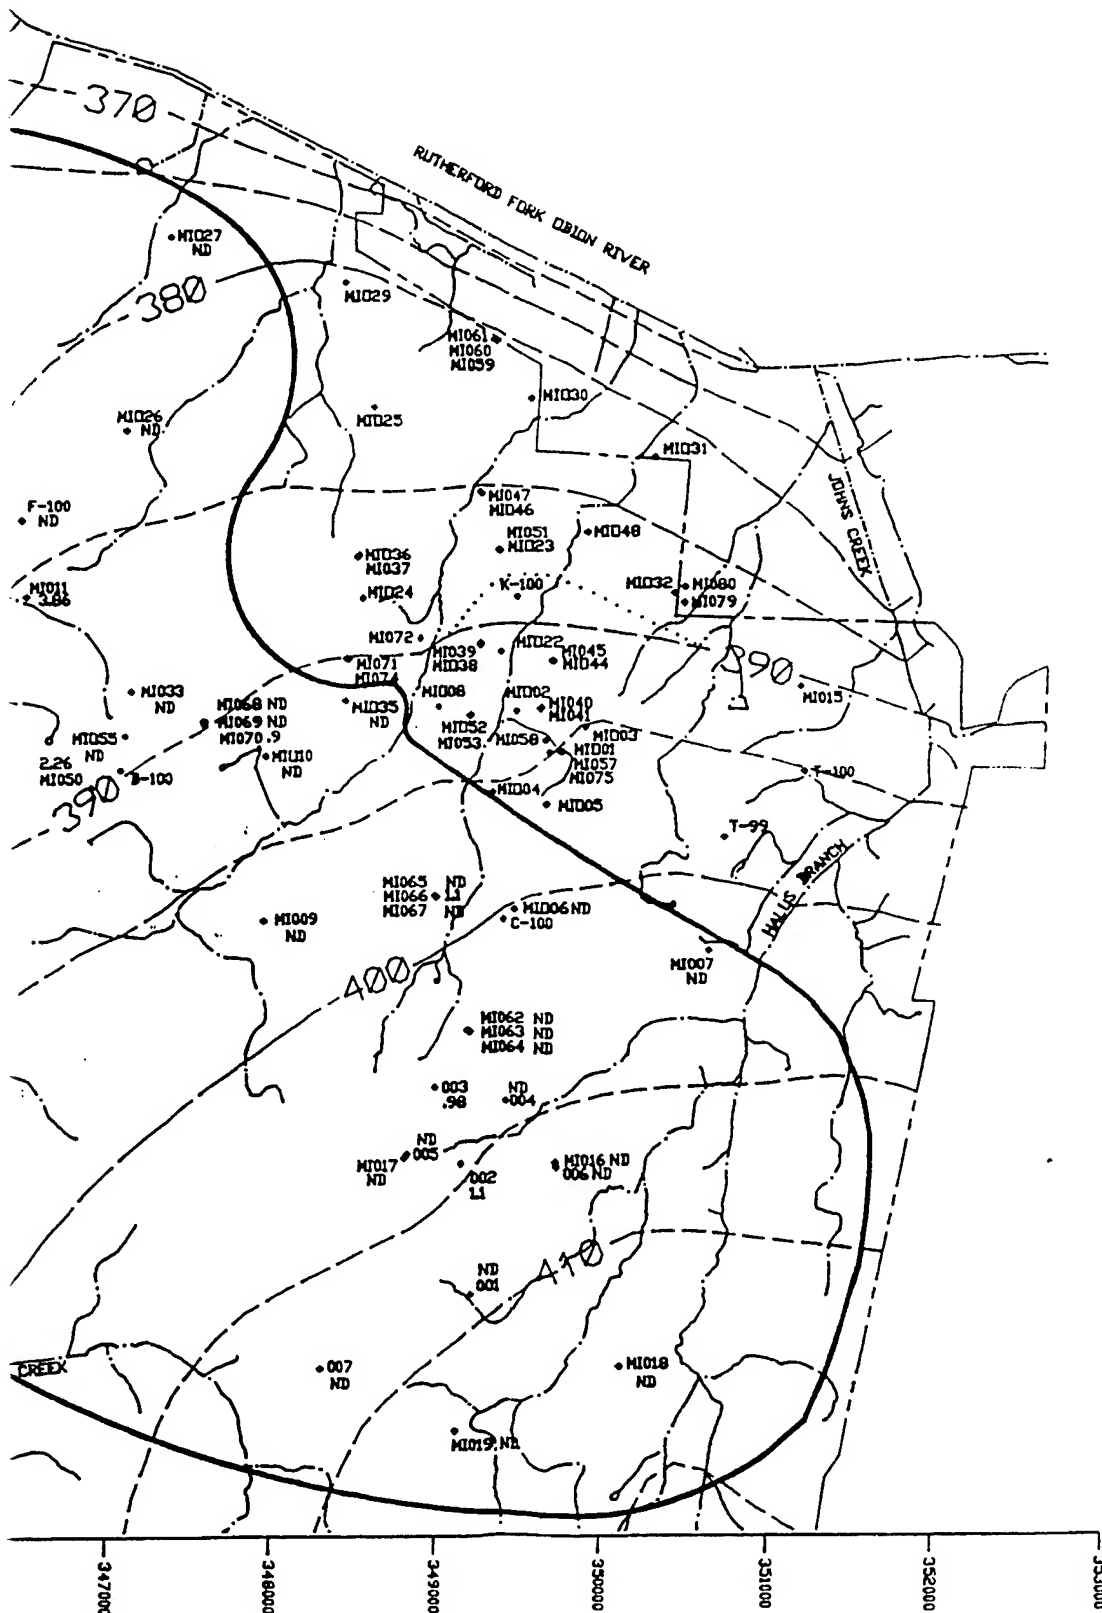 370
RUTHERFORD FORK OBION RIVER
MI027
ND
380
MI029
MI061
MI060
MI059
MI030
MI026
ND
MI025
MI031
JOHNS CREEK
F-100
ND
MI047
MI046
MI051
MI023
MI048
MI036
MI037
MI011
3.86
MI024
K-100
MI032
MI080
MI079
MI072
MI039
MI038
MI022
MI045
MI044
390
MI071
MI074
MI033
ND
MI068 ND
MI069 ND
MI070 .9
MI035
ND
MI008
MI002
MI040
MI041
MI015
MI052
MI053
MI058
MI003
MI055
ND
2.26
MI050
B-100
MI010
ND
MI001
MI057
MI075
T-100
390
MI004
MI005
T-99
HALLS BRANCH
MI065 ND
MI066 1.1
MI067 ND
MI006 ND
C-100
MI009
ND
MI007
ND
400
MI062 ND
MI063 ND
MI064 ND
003
.98
ND
004
ND
005
MI017
ND
002
1.1
MI016 ND
006 ND
410
ND
001
CREEK
007
ND
MI018
ND
MI019 ND
347000
348000
349000
350000
351000
352000
353000